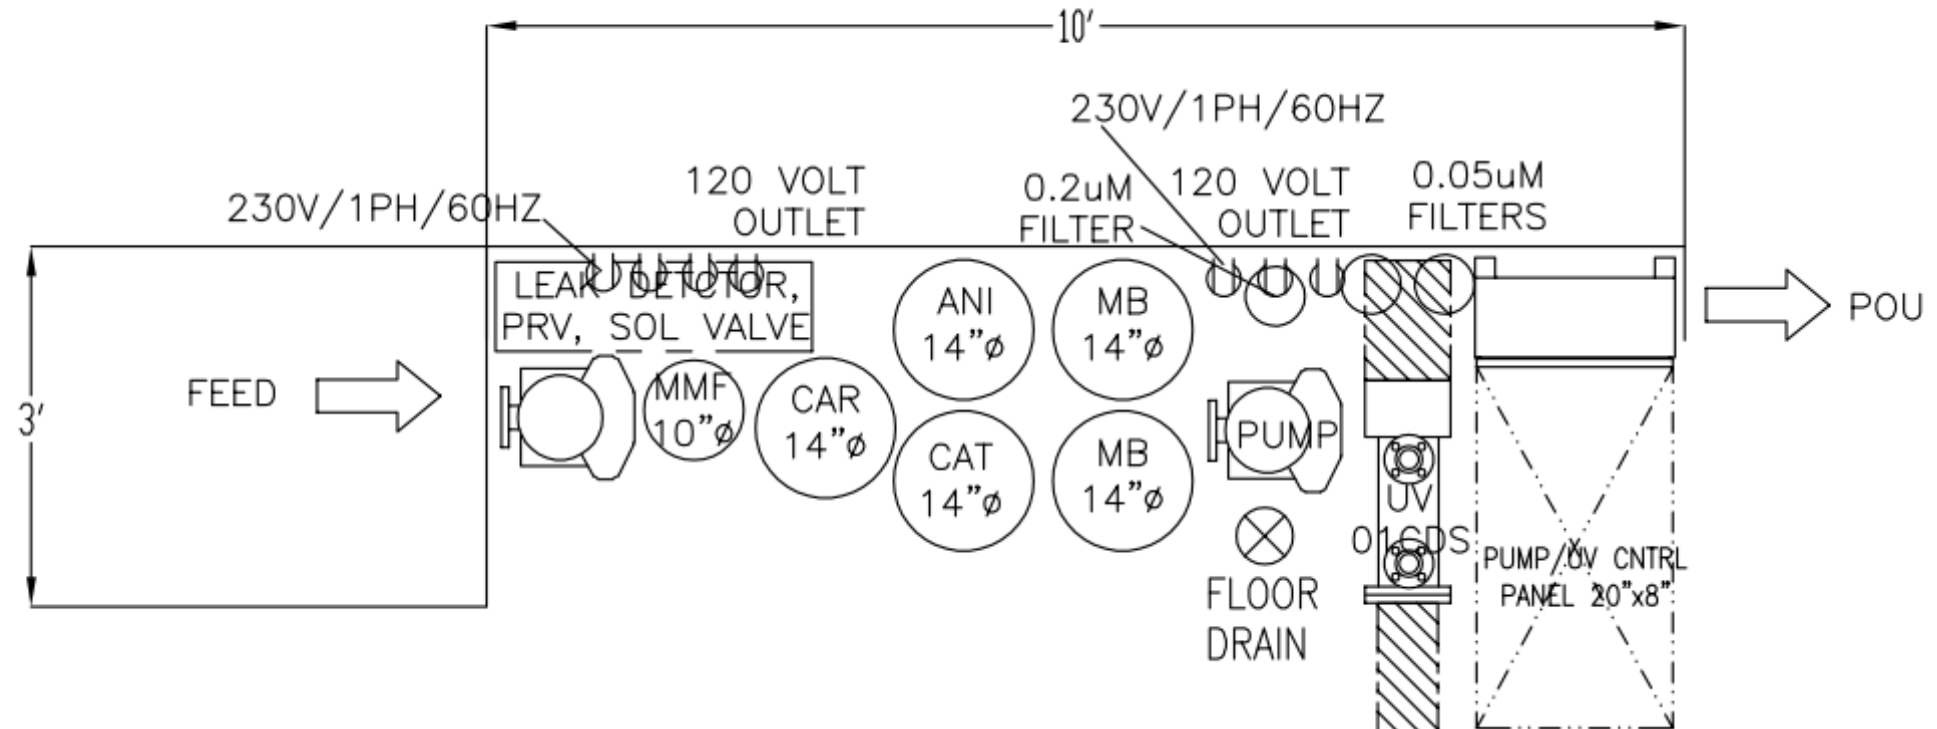 10'
230V/1PH/60HZ
120 VOLT
OUTLET
230V/1PH/60HZ
0.2uM
FILTER
120 VOLT
OUTLET
0.05uM
FILTERS
LEAK DETCTOR,
PRV, SOL VALVE
ANI
14"ø
MB
14"ø
POU
FEED
3'
MMF
10"ø
CAR
14"ø
CAT
14"ø
MB
14"ø
PUMP
UV
01CDS
FLOOR
DRAIN
PUMP/UV CNTRL
PANEL 20"x8"